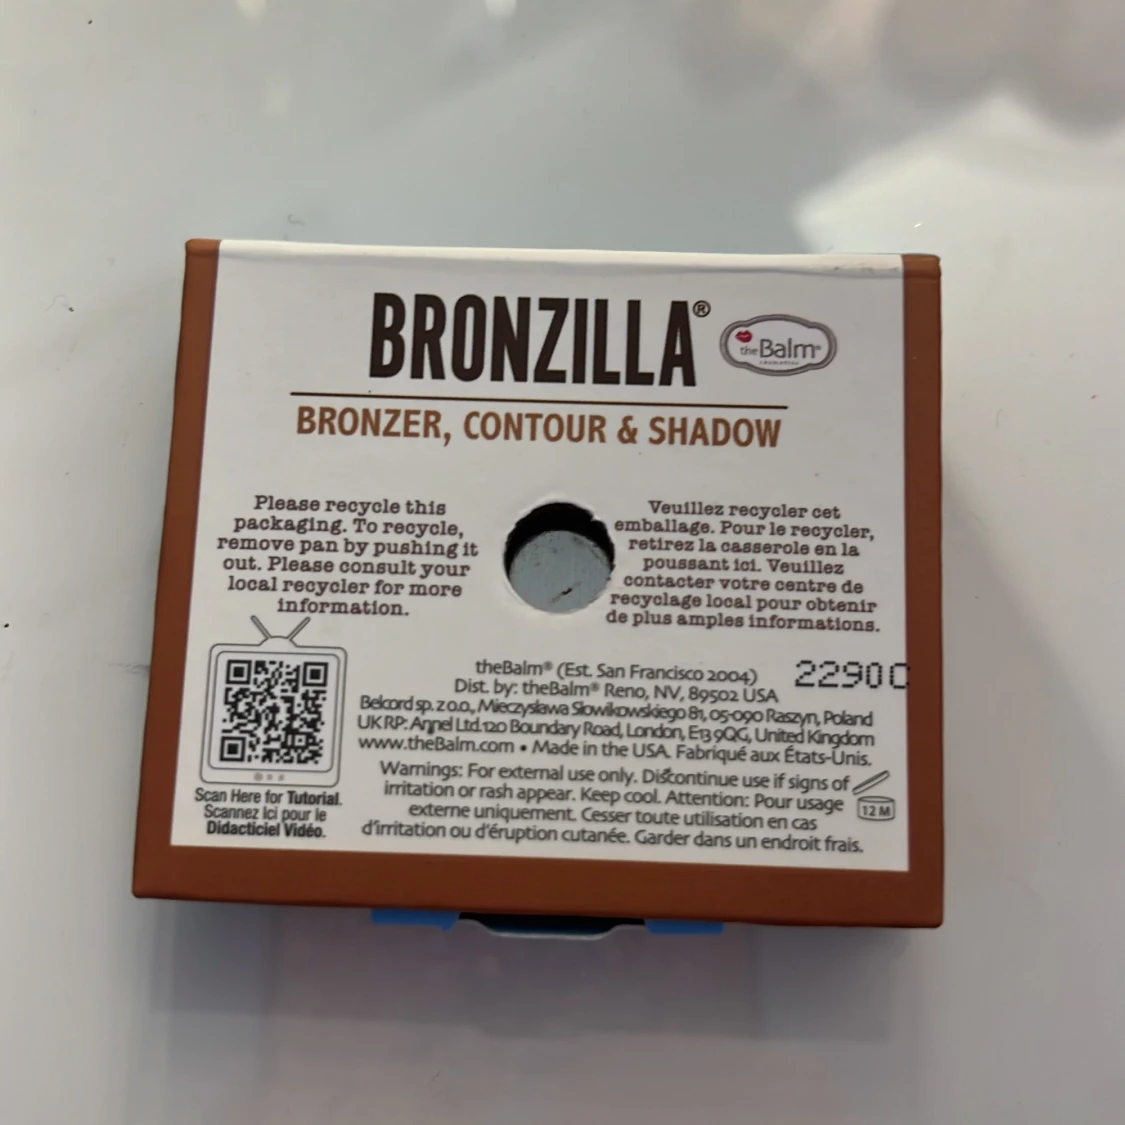 BRONZILLA®
theBalm®
cosmetics
BRONZER, CONTOUR & SHADOW
Please recycle this
packaging. To recycle,
remove pan by pushing it
out. Please consult your
local recycler for more
information.
Veuillez recycler cet
emballage. Pour le recycler,
retirez la casserole en la
poussant ici. Veuillez
contacter votre centre de
recyclage local pour obtenir
de plus amples informations.
Scan Here for Tutorial.
Scannez Ici pour le
Didacticiel Vidéo.
2290C
theBalm® (Est. San Francisco 2004)
Dist. by: theBalm® Reno, NV, 89502 USA
Bekord sp. z o.o., Mieczysława Słowikowskiego 81, 05-090 Raszyn, Poland
UK RP: Angel Ltd. 120 Boundary Road, London, E13 9QG, United Kingdom
www.theBalm.com • Made in the USA. Fabriqué aux États-Unis.
Warnings: For external use only. Discontinue use if signs of
irritation or rash appear. Keep cool. Attention: Pour usage
externe uniquement. Cesser toute utilisation en cas
d'irritation ou d'éruption cutanée. Garder dans un endroit frais.
12 M